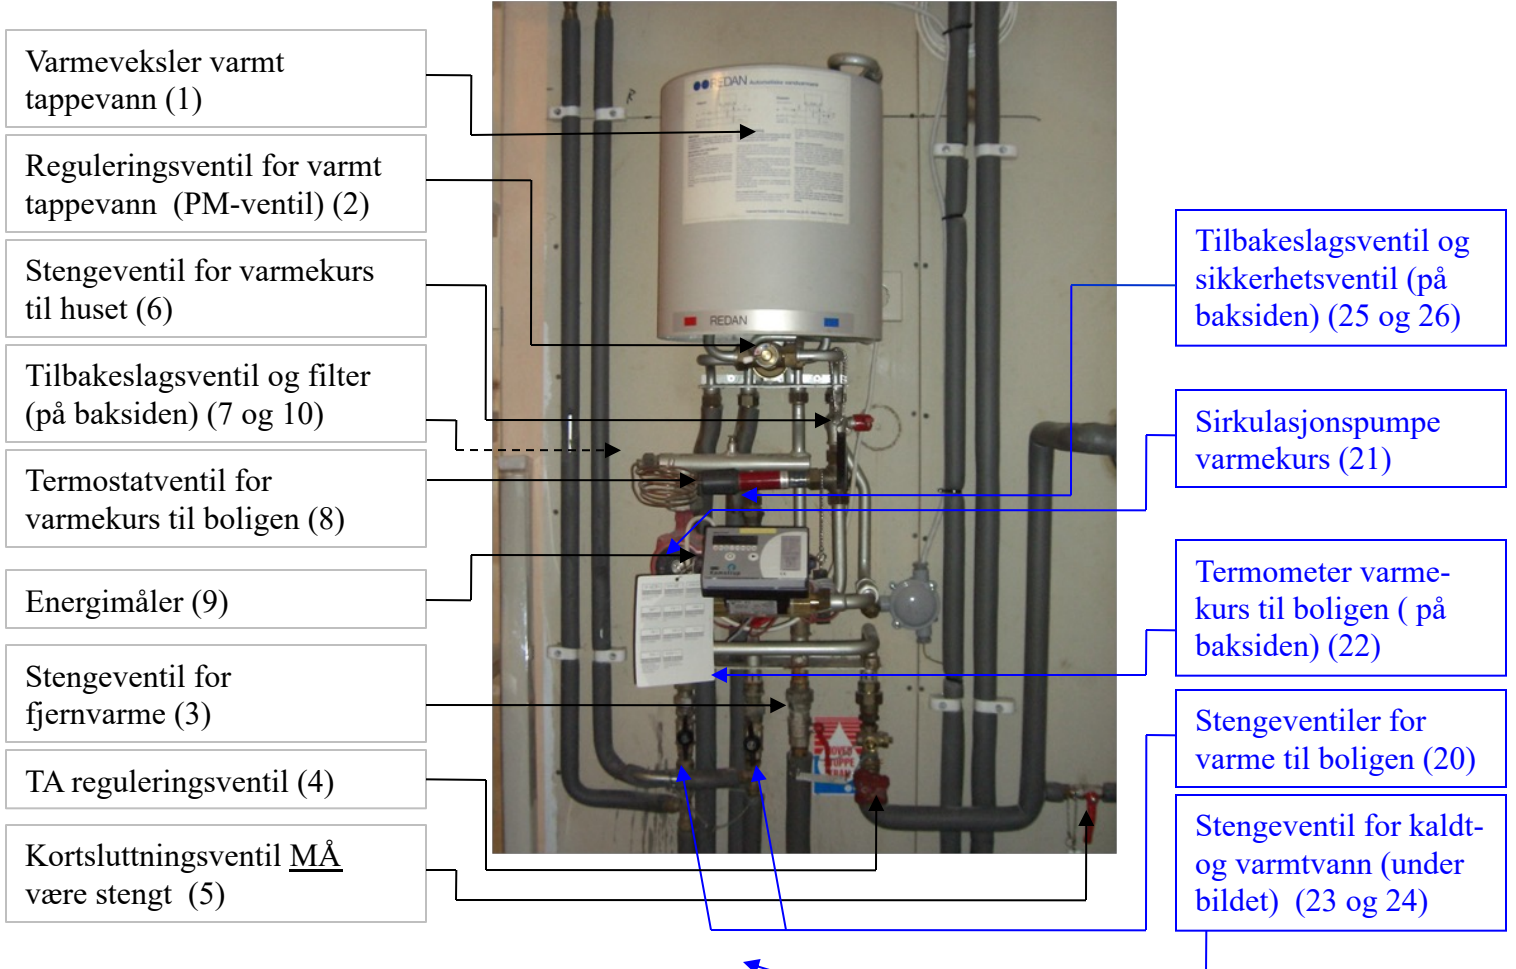 Varmeveksler varmt
tappevann (1)
Reguleringsventil for varmt
tappevann (PM-ventil) (2)
Stengeventil for varmekurs
til huset (6)
Tilbakeslagsventil og filter
(på baksiden) (7 og 10)
Termostatventil for
varmekurs til boligen (8)
Energimåler (9)
Stengeventil for
fjernvarme (3)
TA reguleringsventil (4)
Kortsluttningsventil MÅ
være stengt (5)
REDAN
REDAN
Tilbakeslagsventil og
sikkerhetsventil (på
baksiden) (25 og 26)
Sirkulasjonspumpe
varmekurs (21)
Termometer varme-
kurs til boligen ( på
baksiden) (22)
Stengeventiler for
varme til boligen (20)
Stengeventil for kaldt-
og varmtvann (under
bildet) (23 og 24)